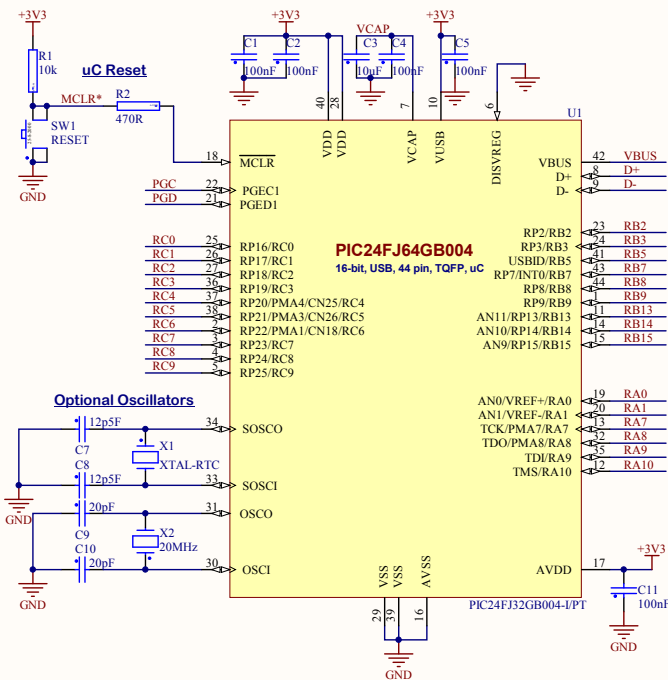 +3V3
+3V3
VCAP
+3V3
R1
10k
uC Reset
C1
100nF
C2
100nF
C3
10uF
C4
100nF
C5
100nF
MCLR*
R2
470R
SW1
RESET
GND
40
28
7
10
6
VDD
VDD
VCAP
VUSB
DISVREG
U1
18 MCLR
PGC 22 PGEC1
PGD 21 PGED1
VBUS 42 VBUS
D+ 8 D+
D- 9 D-
RC0 25 RP16/RC0
RC1 26 RP17/RC1
RC2 27 RP18/RC2
RC3 36 RP19/RC3
RC4 37 RP20/PMA4/CN25/RC4
RC5 38 RP21/PMA3/CN26/RC5
RC6 2 RP22/PMA1/CN18/RC6
RC7 3 RP23/RC7
RC8 4 RP24/RC8
RC9 5 RP25/RC9
PIC24FJ64GB004
16-bit, USB, 44 pin, TQFP, uC
RP2/RB2 23 RB2
RP3/RB3 24 RB3
USBID/RB5 41 RB5
RP7/INT0/RB7 43 RB7
RP8/RB8 44 RB8
RP9/RB9 1 RB9
AN11/RP13/RB13 11 RB13
AN10/RP14/RB14 14 RB14
AN9/RP15/RB15 15 RB15
AN0/VREF+/RA0 19 RA0
AN1/VREF-/RA1 20 RA1
TCK/PMA7/RA7 13 RA7
TDO/PMA8/RA8 32 RA8
TDI/RA9 35 RA9
TMS/RA10 12 RA10
Optional Oscillators
12p5F
C7
34 SOSCO
X1
XTAL-RTC
C8
12p5F
33 SOSCI
GND
20pF
C9
31 OSCO
X2
20MHz
C10
20pF
30 OSCI
GND
VSS
VSS
AVSS
29
39
16
GND
AVDD 17
+3V3
C11
100nF
GND
PIC24FJ32GB004-I/PT